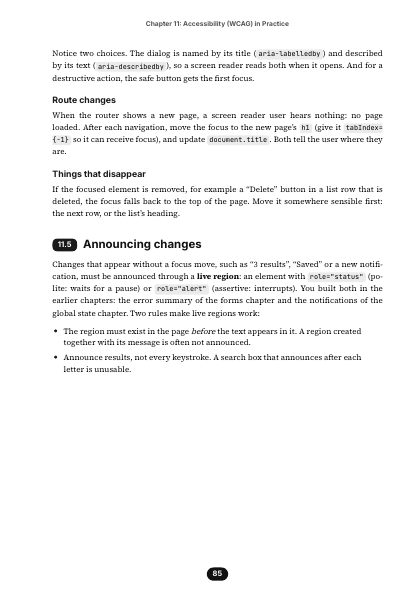 Chapter 11: Accessibility (WCAG) in Practice
Notice two choices. The dialog is named by its title ( aria-labelledby ) and described
by its text ( aria-describedby ), so a screen reader reads both when it opens. And for a
destructive action, the safe button gets the first focus.
Route changes
When the router shows a new page, a screen reader user hears nothing: no page
loaded. After each navigation, move the focus to the new page's h1 (give it tabIndex=
{-1} so it can receive focus), and update document.title . Both tell the user where they
are.
Things that disappear
If the focused element is removed, for example a “Delete” button in a list row that is
deleted, the focus falls back to the top of the page. Move it somewhere sensible first:
the next row, or the list's heading.
11.5 Announcing changes
Changes that appear without a focus move, such as “3 results”, “Saved” or a new notifi-
cation, must be announced through a live region: an element with role="status" (po-
lite: waits for a pause) or role="alert" (assertive: interrupts). You built both in the
earlier chapters: the error summary of the forms chapter and the notifications of the
global state chapter. Two rules make live regions work:
• The region must exist in the page before the text appears in it. A region created
together with its message is often not announced.
• Announce results, not every keystroke. A search box that announces after each
letter is unusable.
85